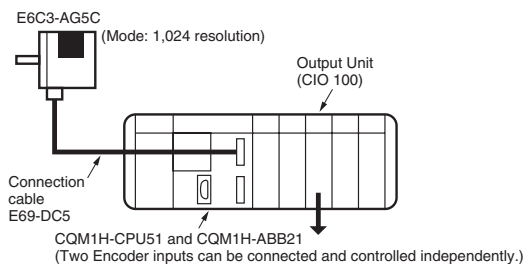 E6C3-AG5C
(Mode: 1,024 resolution)
Output Unit
(CIO 100)
Connection
cable
E69-DC5
CQM1H-CPU51 and CQM1H-ABB21
(Two Encoder inputs can be connected and controlled independently.)